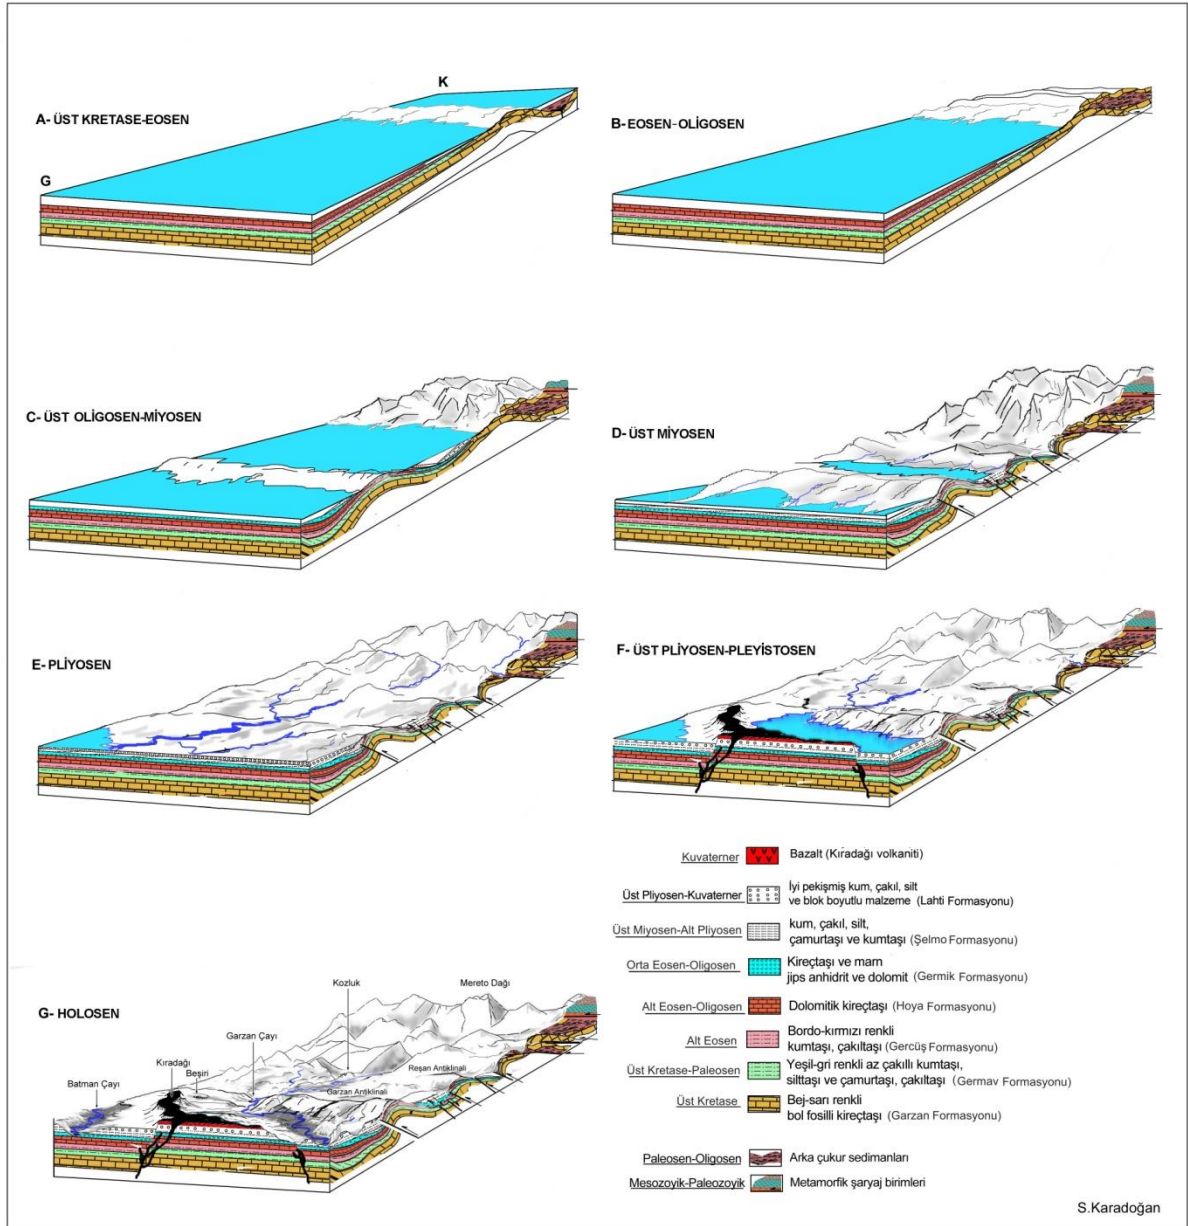 K
A- ÜST KRETASE-EOSEN
G
B- EOSEN-OLİGOSEN
C- ÜST OLİGOSEN-MİYOSEN
D- ÜST MİYOSEN
E- PLİYOSEN
F- ÜST PLİYOSEN-PLEYİSTOSEN
Kuvaterner Bazalt (Kıradağı volkaniti)
Üst Pliyosen-Kuvaterner İyi pekişmiş kum, çakıl, silt
ve blok boyutlu malzeme (Lahti Formasyonu)
Üst Miyosen-Alt Pliyosen kum, çakıl, silt,
çamurtaşı ve kumtaşı (Şelmo Formasyonu)
Orta Eosen-Oligosen Kireçtaşı ve marn
jips anhidrit ve dolomit (Germik Formasyonu)
Alt Eosen-Oligosen Dolomitik kireçtaşı (Hoya Formasyonu)
Alt Eosen Bordo-kırmızı renkli
kumtaşı, çakıltaşı (Gercüş Formasyonu)
Üst Kretase-Paleosen Yeşil-gri renkli az çakıllı kumtaşı,
silttaşı ve çamurtaşı, çakıltaşı (Germav Formasyonu)
Üst Kretase Bej-sarı renkli
bol fosilli kireçtaşı (Garzan Formasyonu)
Paleosen-Oligosen Arka çukur sedimanları
Mesozoyik-Paleozoyik Metamorfik şaryaj birimleri
G- HOLOSEN
Kozluk
Mereto Dağı
Garzan Çayı
Kıradağı
Beşiri
Batman Çayı
Reşan Antiklinali
Garzan Antiklinali
S.Karadoğan